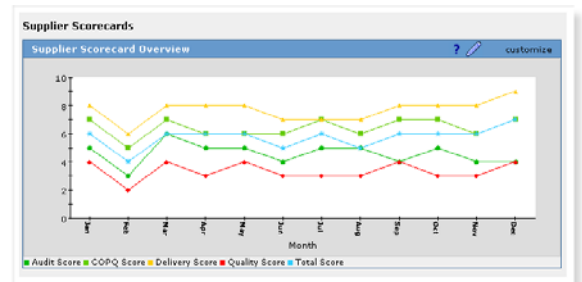 Supplier Scorecards
Supplier Scorecard Overview ? customize
10
8
6
4
2
0
Jan Feb Mar Apr May Jun Jul Aug Sep Oct Nov Dec
Month
Audit Score COPQ Score Delivery Score Quality Score Total Score